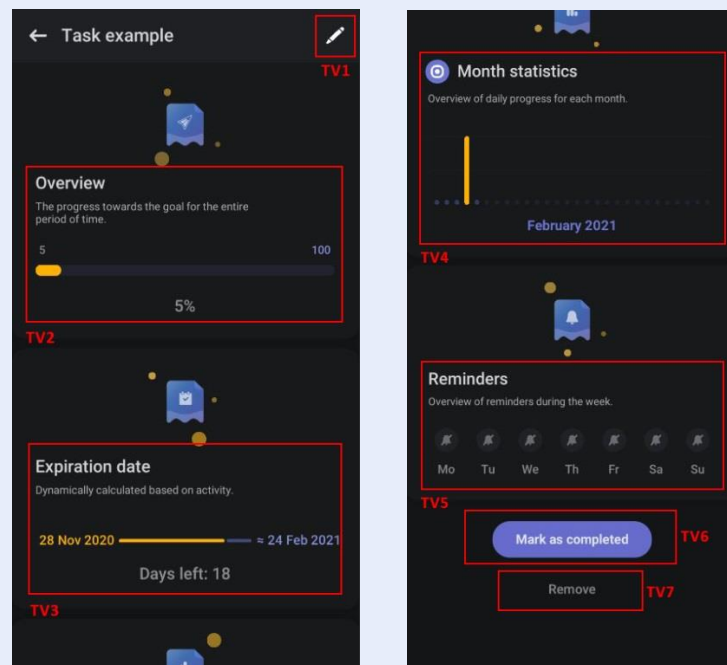 Task example
TV1
Overview
The progress towards the goal for the entire
period of time.
5 100
5%
TV2
Expiration date
Dynamically calculated based on activity.
28 Nov 2020 ≈ 24 Feb 2021
Days left: 18
TV3
Month statistics
Overview of daily progress for each month.
February 2021
TV4
Reminders
Overview of reminders during the week.
Mo Tu We Th Fr Sa Su
TV5
Mark as completed
TV6
Remove
TV7